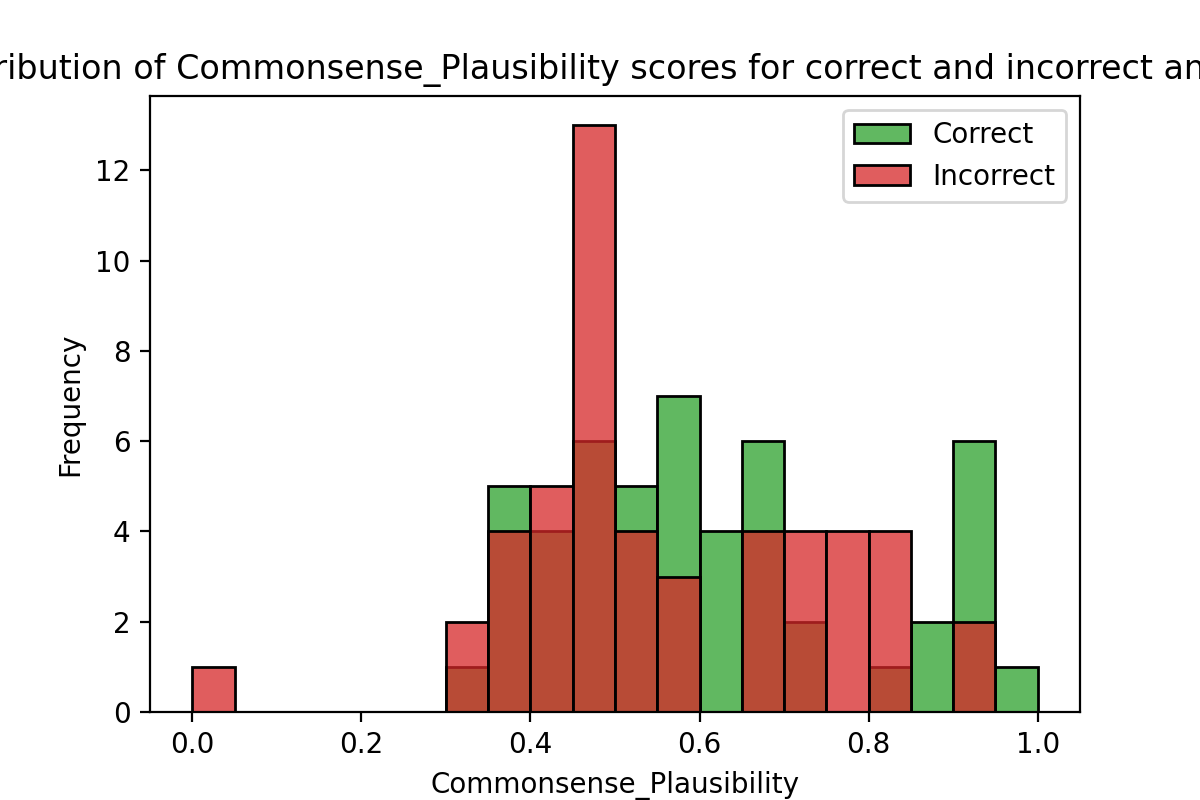 ribution of Commonsense_Plausibility scores for correct and incorrect an
Correct
Incorrect
Frequency
12
10
8
6
4
2
0
0.0 0.2 0.4 0.6 0.8 1.0
Commonsense_Plausibility